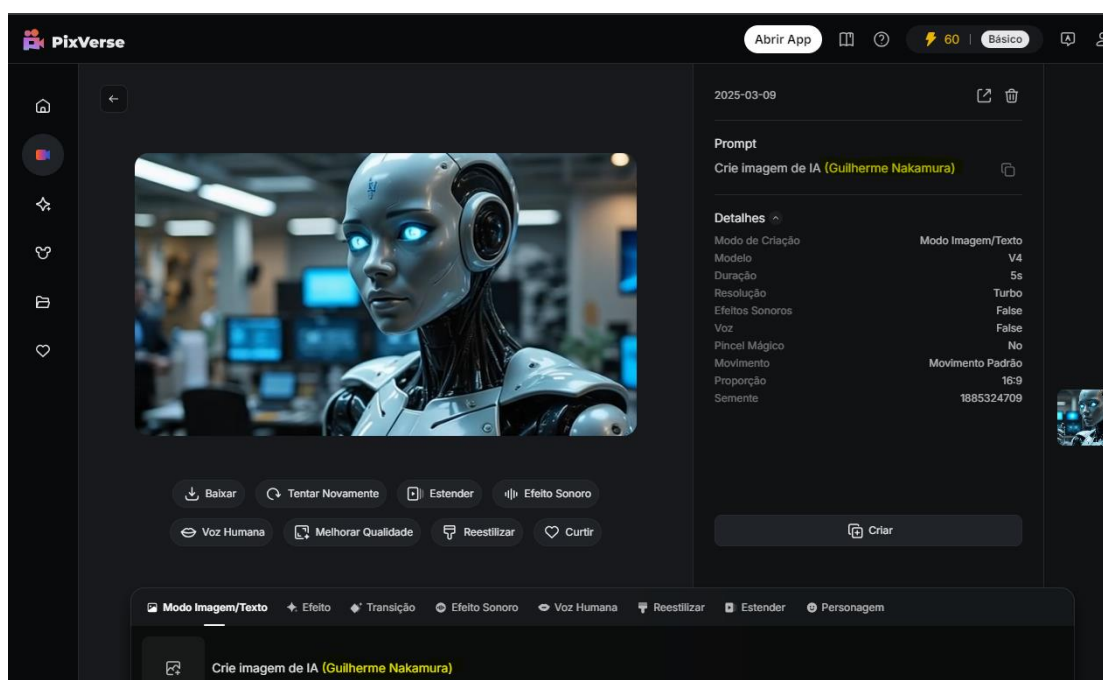 PixVerse
Abrir App
60 | Básico
2025-03-09
Prompt
Crie imagem de IA (Guilherme Nakamura)
Detalhes
Modo de Criação Modo Imagem/Texto
Modelo V4
Duração 5s
Resolução Turbo
Efeitos Sonoros False
Voz False
Pincel Mágico No
Movimento Movimento Padrão
Proporção 16:9
Semente 1885324709
Baixar Tentar Novamente Estender Efeito Sonoro
Voz Humana Melhorar Qualidade Reestilizar Curtir
Criar
Modo Imagem/Texto Efeito Transição Efeito Sonoro Voz Humana Reestilizar Estender Personagem
Crie imagem de IA (Guilherme Nakamura)